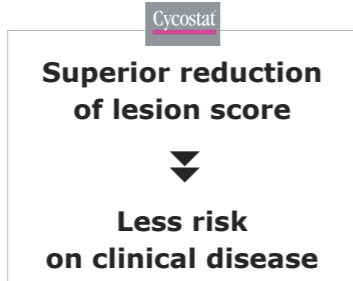 Cycostat
Superior reduction
of lesion score
Less risk
on clinical disease